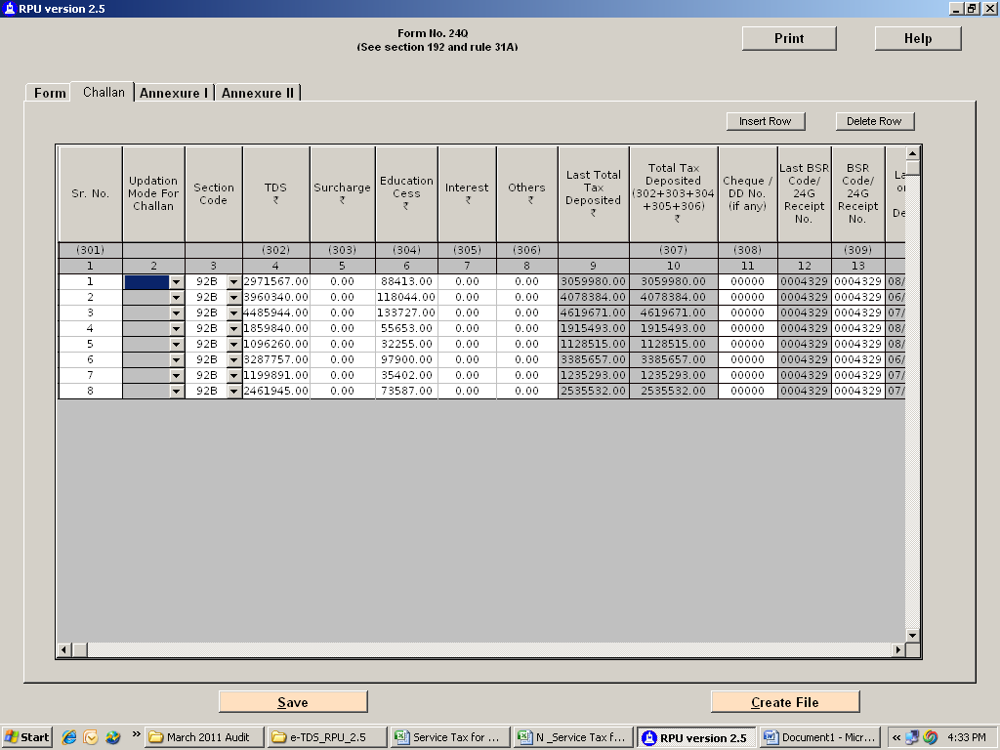 RPU version 2.5
Form No. 24Q
(See section 192 and rule 31A)
Print
Help
Form
Challan
Annexure I
Annexure II
Insert Row
Delete Row
Sr. No.
Updation Mode For Challan
Section Code
TDS ₹
Surcharge ₹
Education Cess ₹
Interest ₹
Others ₹
Last Total Tax Deposited ₹
Total Tax Deposited (302+303+304+305+306) ₹
Cheque / DD No. (if any)
Last BSR Code/ 24G Receipt No.
BSR Code/ 24G Receipt No.
(301) (302) (303) (304) (305) (306) (307) (308) (309)
1 2 3 4 5 6 7 8 9 10 11 12 13
1 92B 2971567.00 0.00 88413.00 0.00 0.00 3059980.00 3059980.00 00000 0004329 0004329 08/
2 92B 3960340.00 0.00 118044.00 0.00 0.00 4078384.00 4078384.00 00000 0004329 0004329 06/
3 92B 4485944.00 0.00 133727.00 0.00 0.00 4619671.00 4619671.00 00000 0004329 0004329 07/
4 92B 1859840.00 0.00 55653.00 0.00 0.00 1915493.00 1915493.00 00000 0004329 0004329 08/
5 92B 1096260.00 0.00 32255.00 0.00 0.00 1128515.00 1128515.00 00000 0004329 0004329 08/
6 92B 3287757.00 0.00 97900.00 0.00 0.00 3385657.00 3385657.00 00000 0004329 0004329 06/
7 92B 1199891.00 0.00 35402.00 0.00 0.00 1235293.00 1235293.00 00000 0004329 0004329 07/
8 92B 2461945.00 0.00 73587.00 0.00 0.00 2535532.00 2535532.00 00000 0004329 0004329 07/
Save
Create File
Start
March 2011 Audit
e-TDS_RPU_2.5
Service Tax for ...
N _Service Tax f...
RPU version 2.5
Document1 - Micr...
4:33 PM